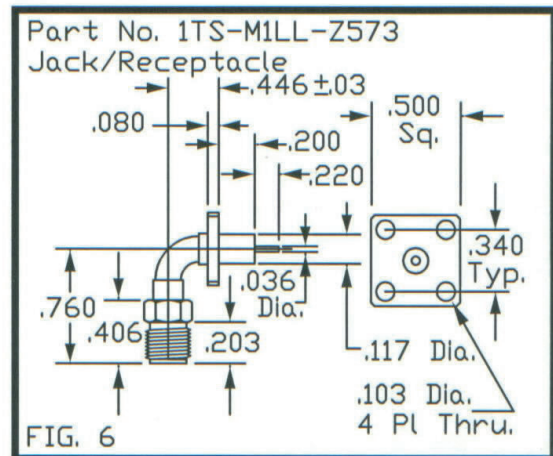 Part No. 1TS-M1LL-Z573
Jack/Receptacle
.446±.03
.080
.500
Sq.
.200
.220
.340
Typ.
.036
Dia.
.760
.406
.203
.117 Dia.
.103 Dia.
4 Pl Thru.
FIG. 6